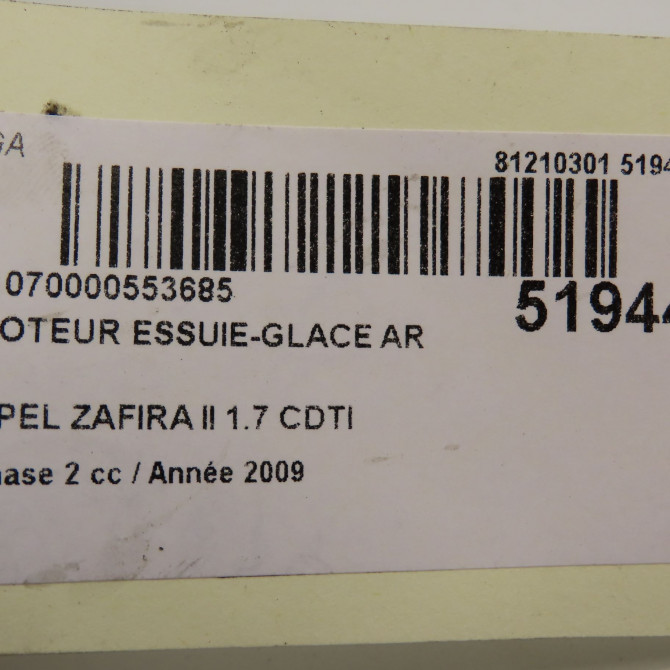 GA
81210301 5194
070000553685
51944
OTEUR ESSUIE-GLACE AR
PEL ZAFIRA II 1.7 CDTI
hase 2 cc / Année 2009